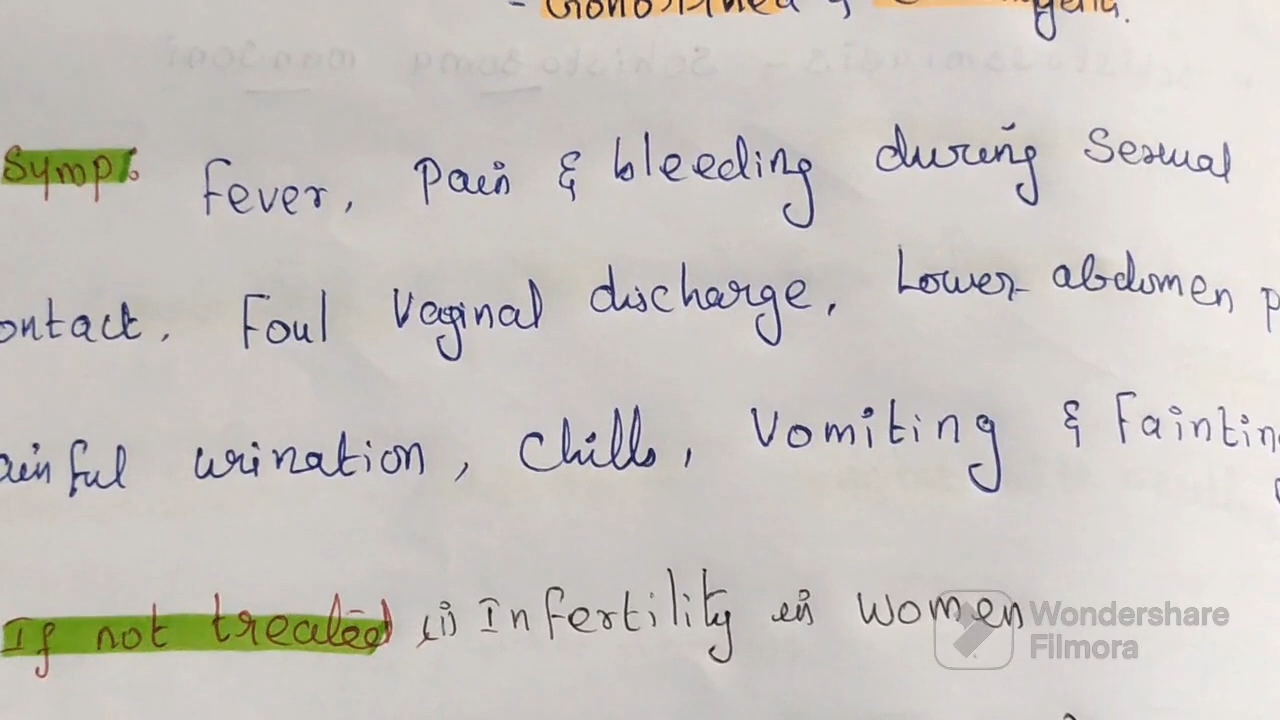 Symp:
Fever, Pain & bleeding during Sexual
ontact. Foul Vaginal discharge, Lower abdomen p
ainful urination, Chills, Vomiting & Faintin
If not treated is Infertility in women
Wondershare
Filmora